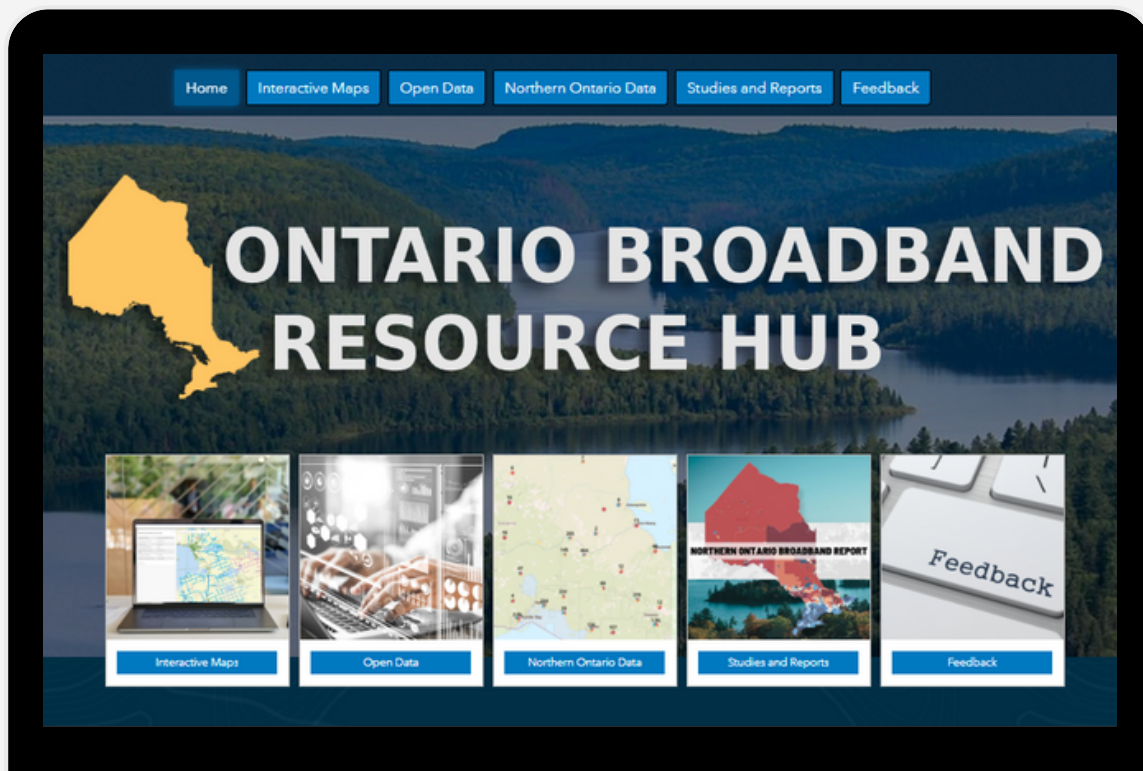 Home
Interactive Maps
Open Data
Northern Ontario Data
Studies and Reports
Feedback
ONTARIO BROADBAND
RESOURCE HUB
NORTHERN ONTARIO BROADBAND REPORT
Feedback
Interactive Maps
Open Data
Northern Ontario Data
Studies and Reports
Feedback